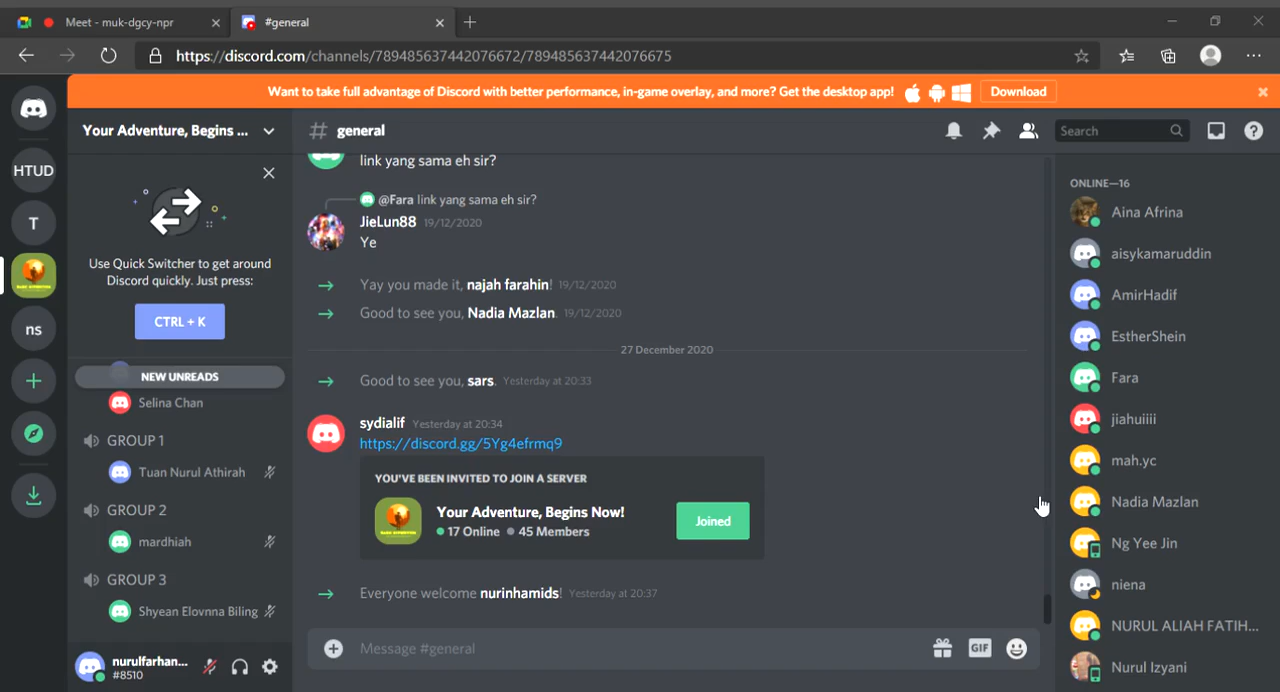 Meet - muk-dgcy-npr
#general
https://discord.com/channels/789485637442076672/789485637442076675
Want to take full advantage of Discord with better performance, in-game overlay, and more? Get the desktop app!
Download
HTUD
T
ns
Your Adventure, Begins ...
Use Quick Switcher to get around
Discord quickly. Just press:
CTRL + K
NEW UNREADS
Selina Chan
GROUP 1
Tuan Nurul Athirah
GROUP 2
mardhiah
GROUP 3
Shyean Elovnna Biling
nurulfarhan...
#8510
# general
Search
link yang sama eh sir?
@Fara link yang sama eh sir?
JieLun88 19/12/2020
Ye
Yay you made it, najah farahin! 19/12/2020
Good to see you, Nadia Mazlan. 19/12/2020
27 December 2020
Good to see you, sars. Yesterday at 20:33
sydialif Yesterday at 20:34
https://discord.gg/5Yg4efrmq9
YOU'VE BEEN INVITED TO JOIN A SERVER
Your Adventure, Begins Now!
17 Online 45 Members
Joined
Everyone welcome nurinhamids! Yesterday at 20:37
Message #general
GIF
ONLINE—16
Aina Afrina
aisykamaruddin
AmirHadif
EstherShein
Fara
jiahuiiii
mah.yc
Nadia Mazlan
Ng Yee Jin
niena
NURUL ALIAH FATIH...
Nurul Izyani